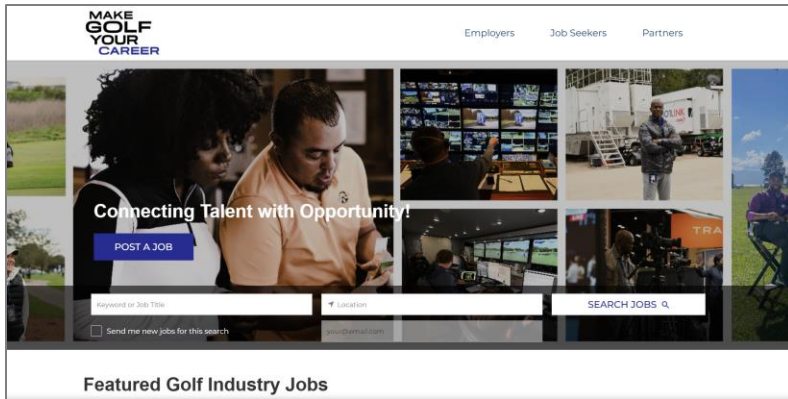 MAKE
GOLF
YOUR
CAREER
Employers Job Seekers Partners
Connecting Talent with Opportunity!
POST A JOB
TRA
Keyword or Job Title
Location
SEARCH JOBS
Send me new jobs for this search
your@email.com
Featured Golf Industry Jobs